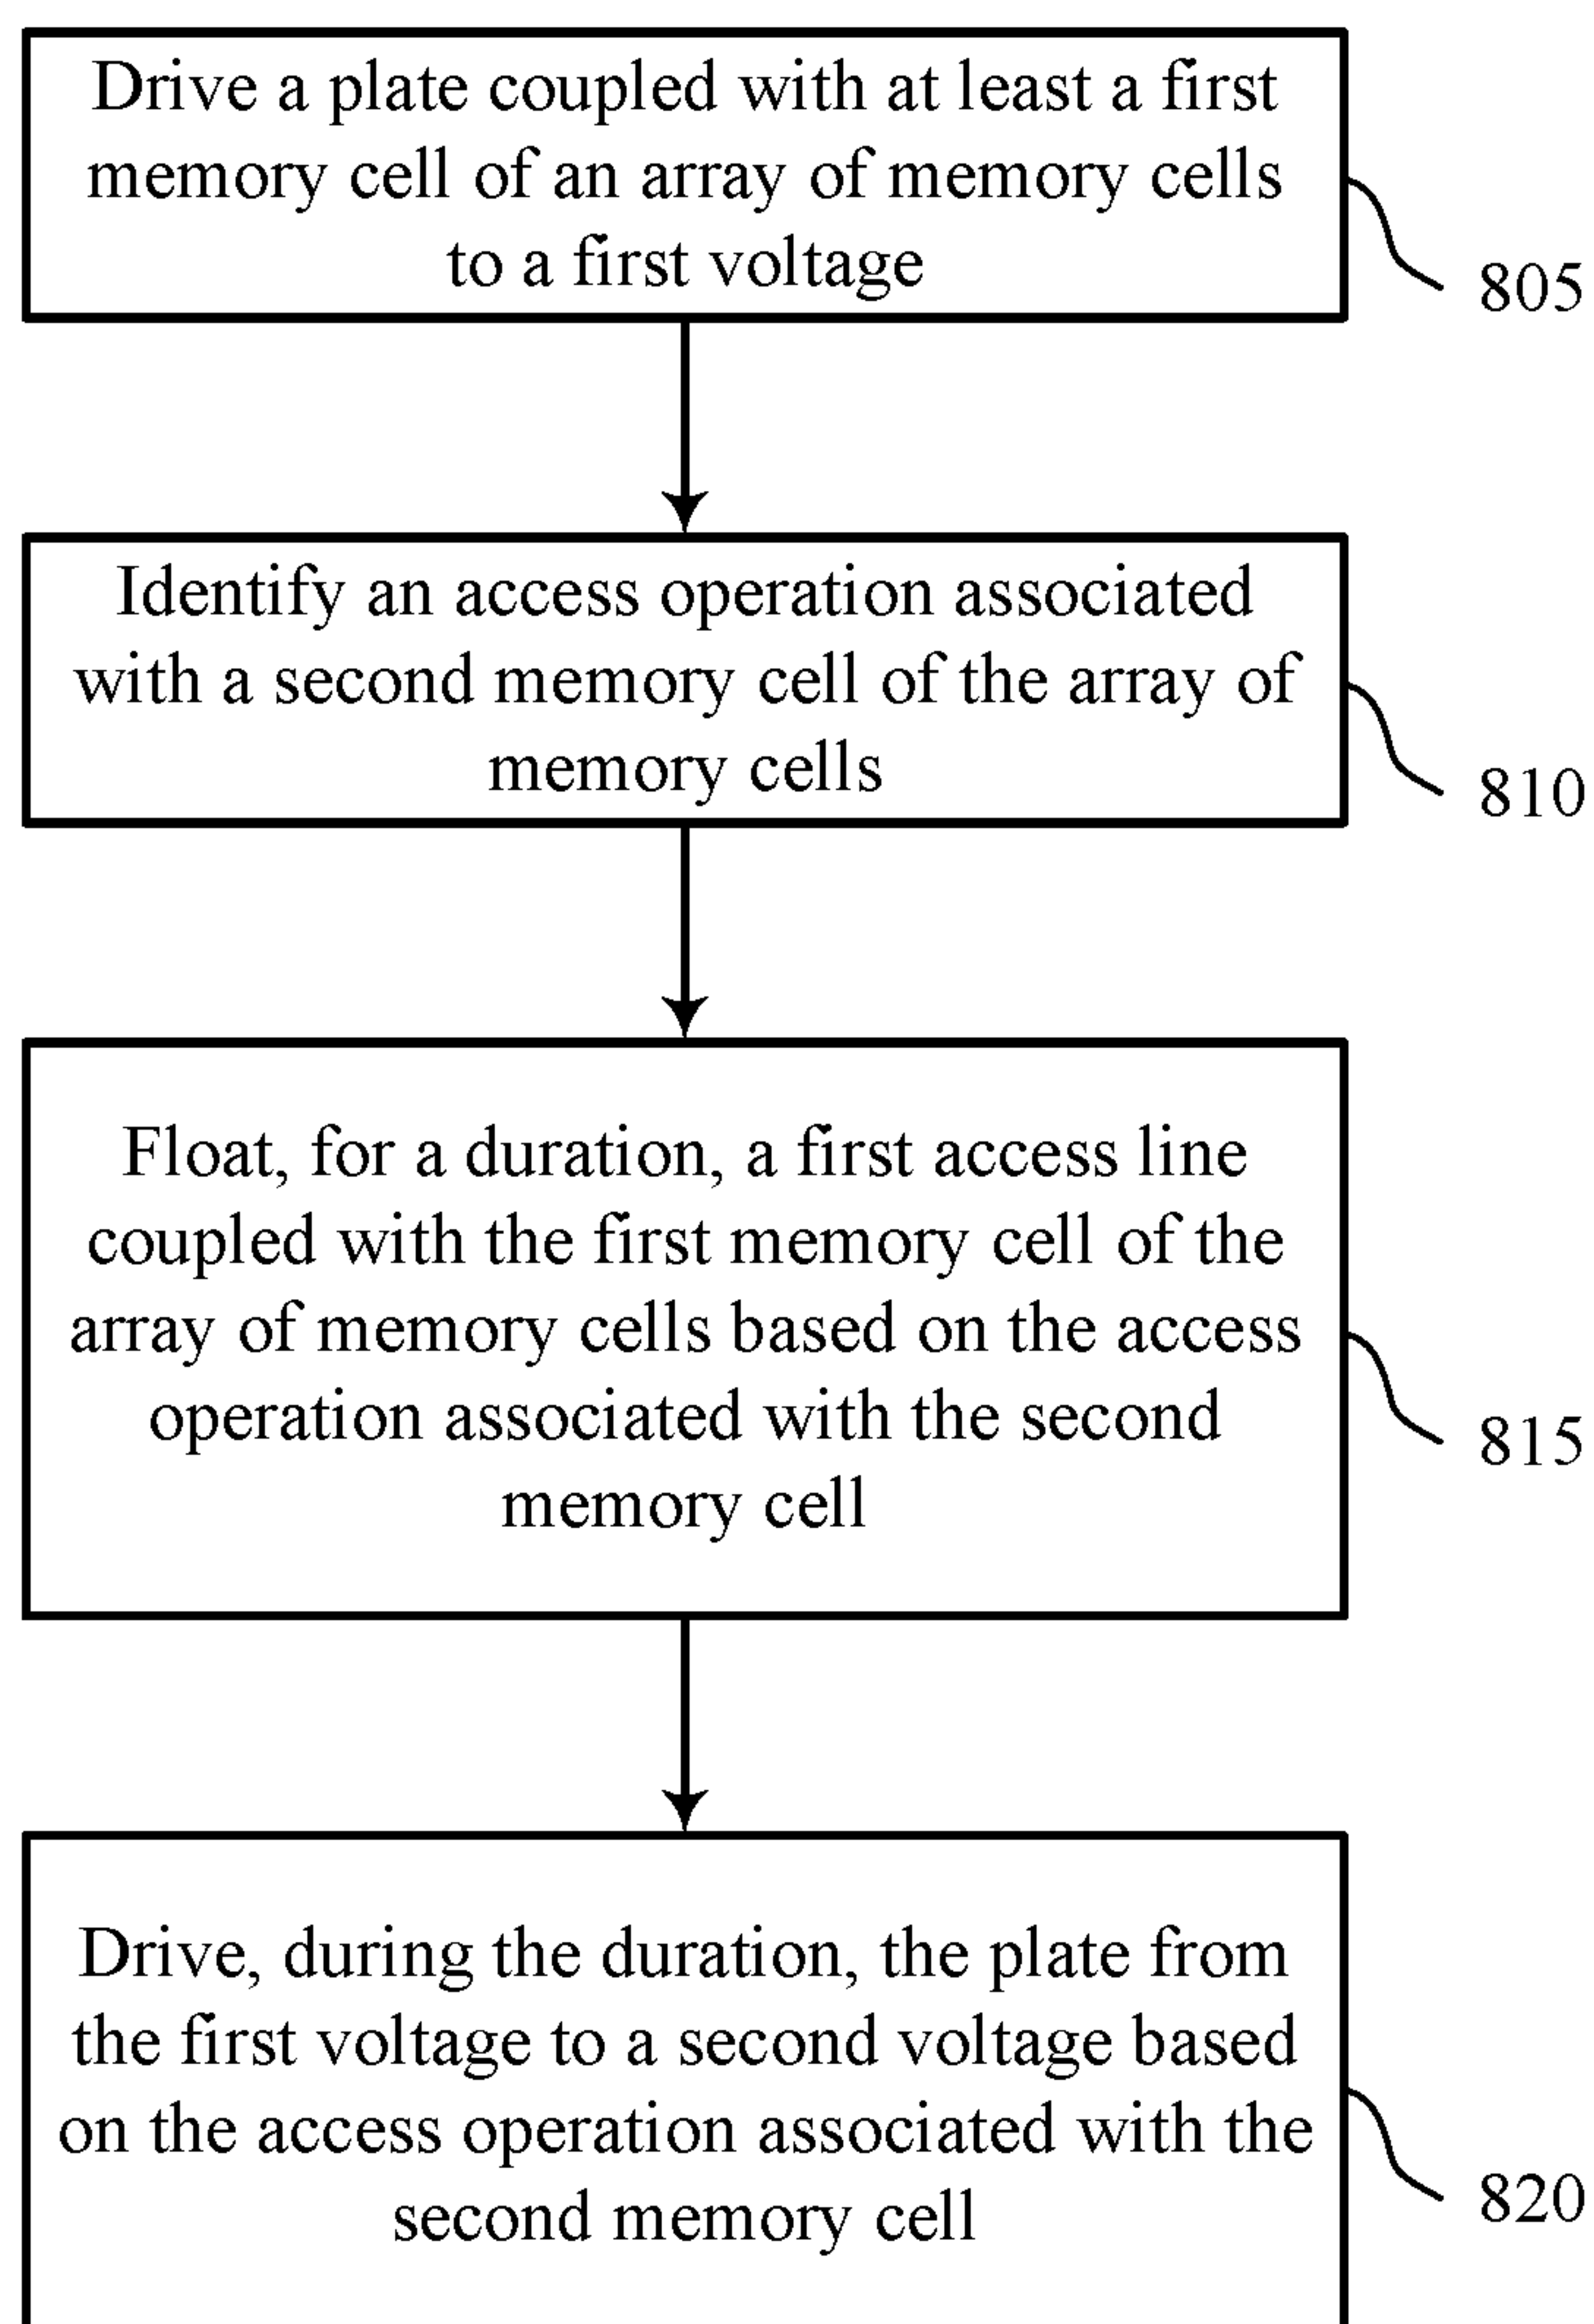 Drive a plate coupled with at least a first
memory cell of an array of memory cells
to a first voltage
805
Identify an access operation associated
with a second memory cell of the array of
memory cells
810
Float, for a duration, a first access line
coupled with the first memory cell of the
array of memory cells based on the access
operation associated with the second
memory cell
815
Drive, during the duration, the plate from
the first voltage to a second voltage based
on the access operation associated with the
second memory cell
820